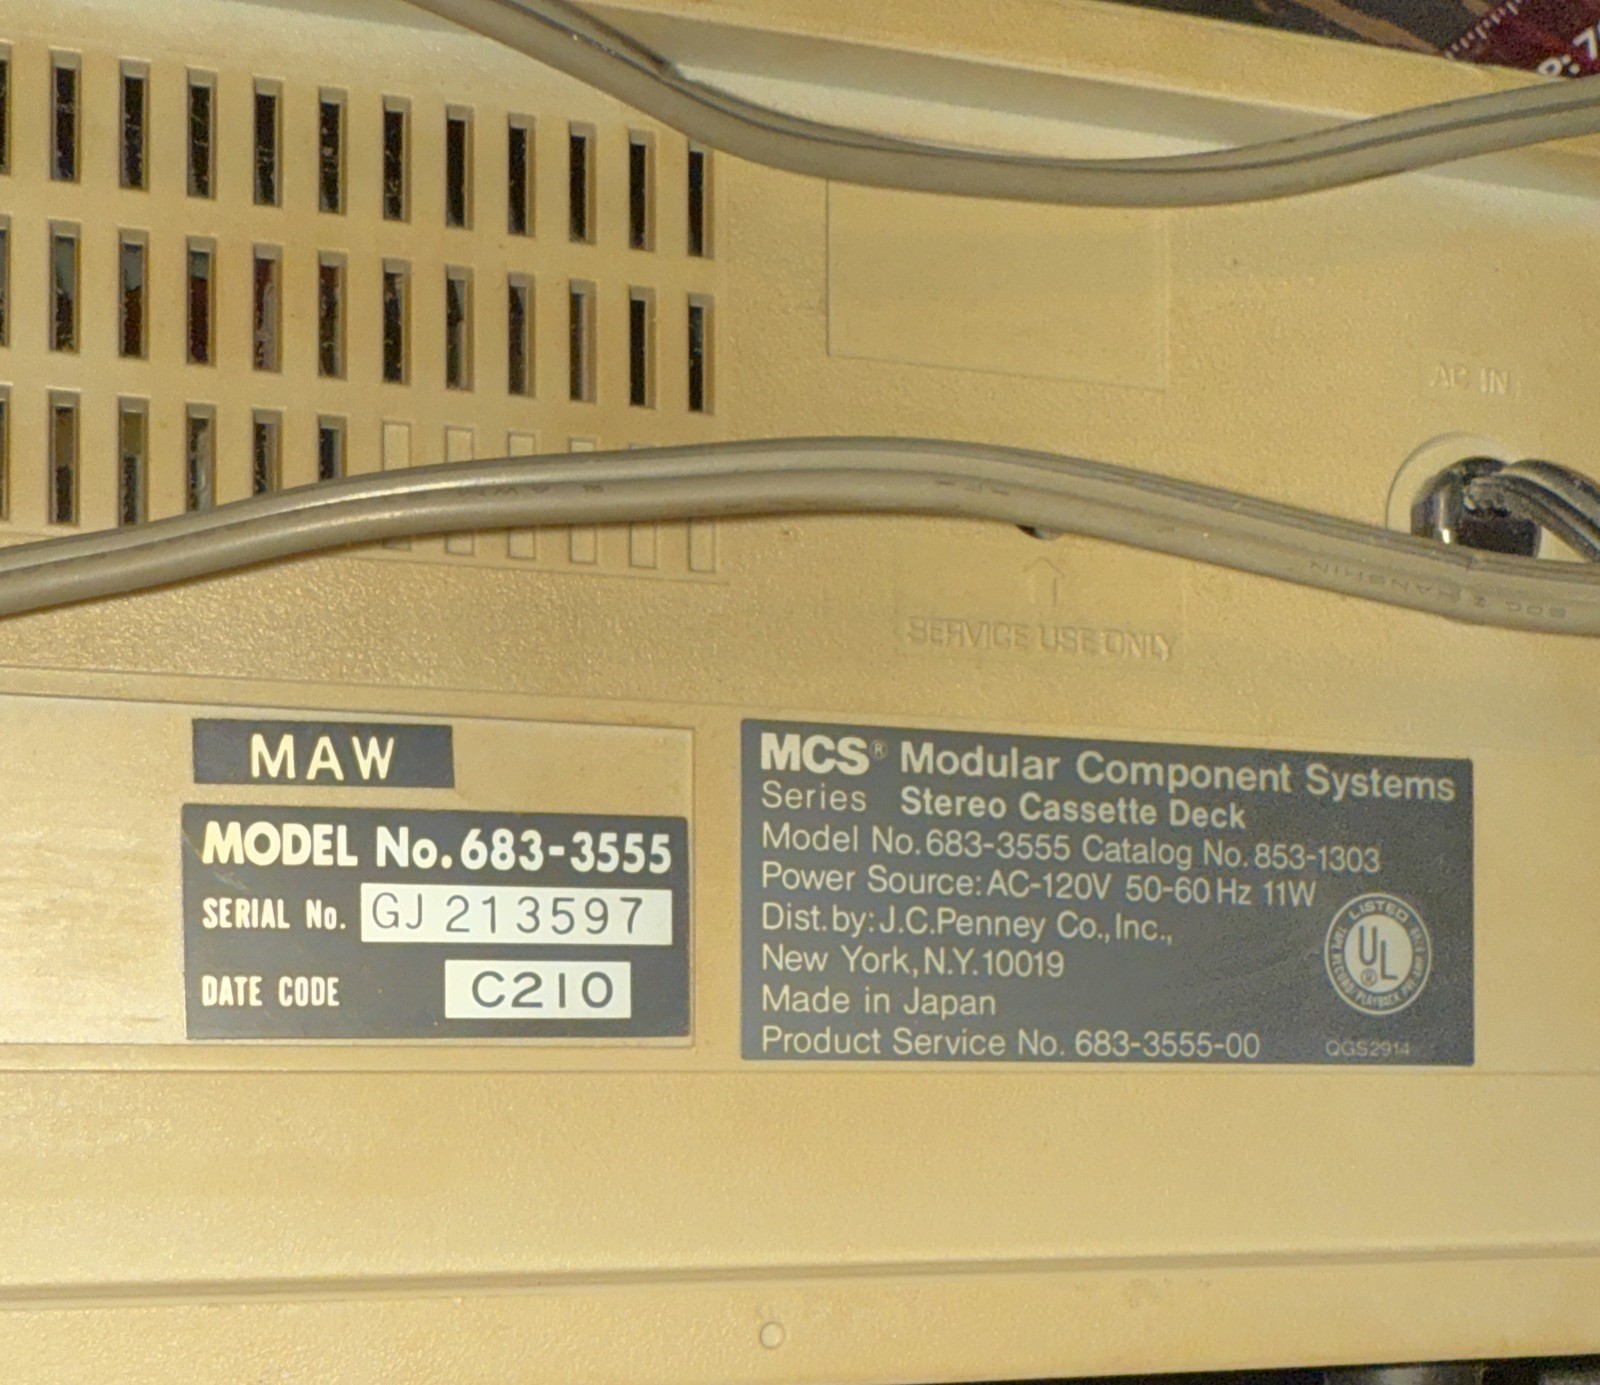 AC IN
SERVICE USE ONLY
MAW
MODEL No. 683-3555
SERIAL No. GJ 213597
DATE CODE C210
MCS® Modular Component Systems
Series Stereo Cassette Deck
Model No. 683-3555 Catalog No. 853-1303
Power Source: AC-120V 50-60 Hz 11W
Dist. by: J.C.Penney Co., Inc.,
New York, N.Y. 10019
Made in Japan
Product Service No. 683-3555-00
LISTED
UL®
QGS2914